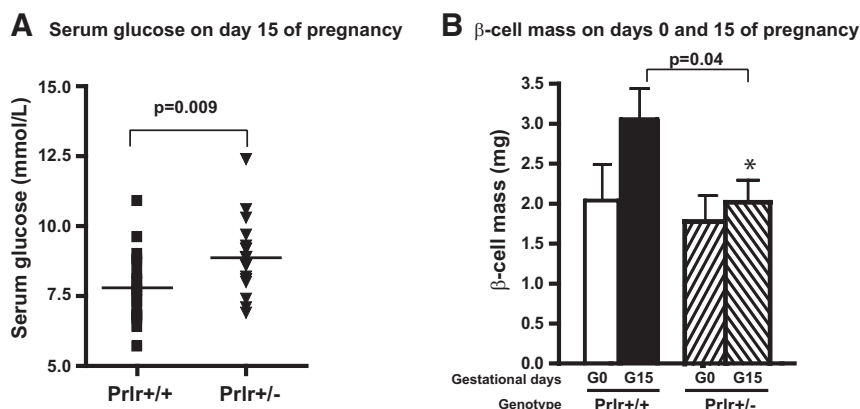 A Serum glucose on day 15 of pregnancy
p=0.009
Serum glucose (mmol/L)
15.0
12.5
10.0
7.5
5.0
Prlr+/+ Prlr+/-
B β-cell mass on days 0 and 15 of pregnancy
p=0.04
β-cell mass (mg)
3.5
3.0
2.5
2.0
1.5
1.0
0.5
0.0
*
Gestational days G0 G15 G0 G15
Genotype Prlr+/+ Prlr+/-